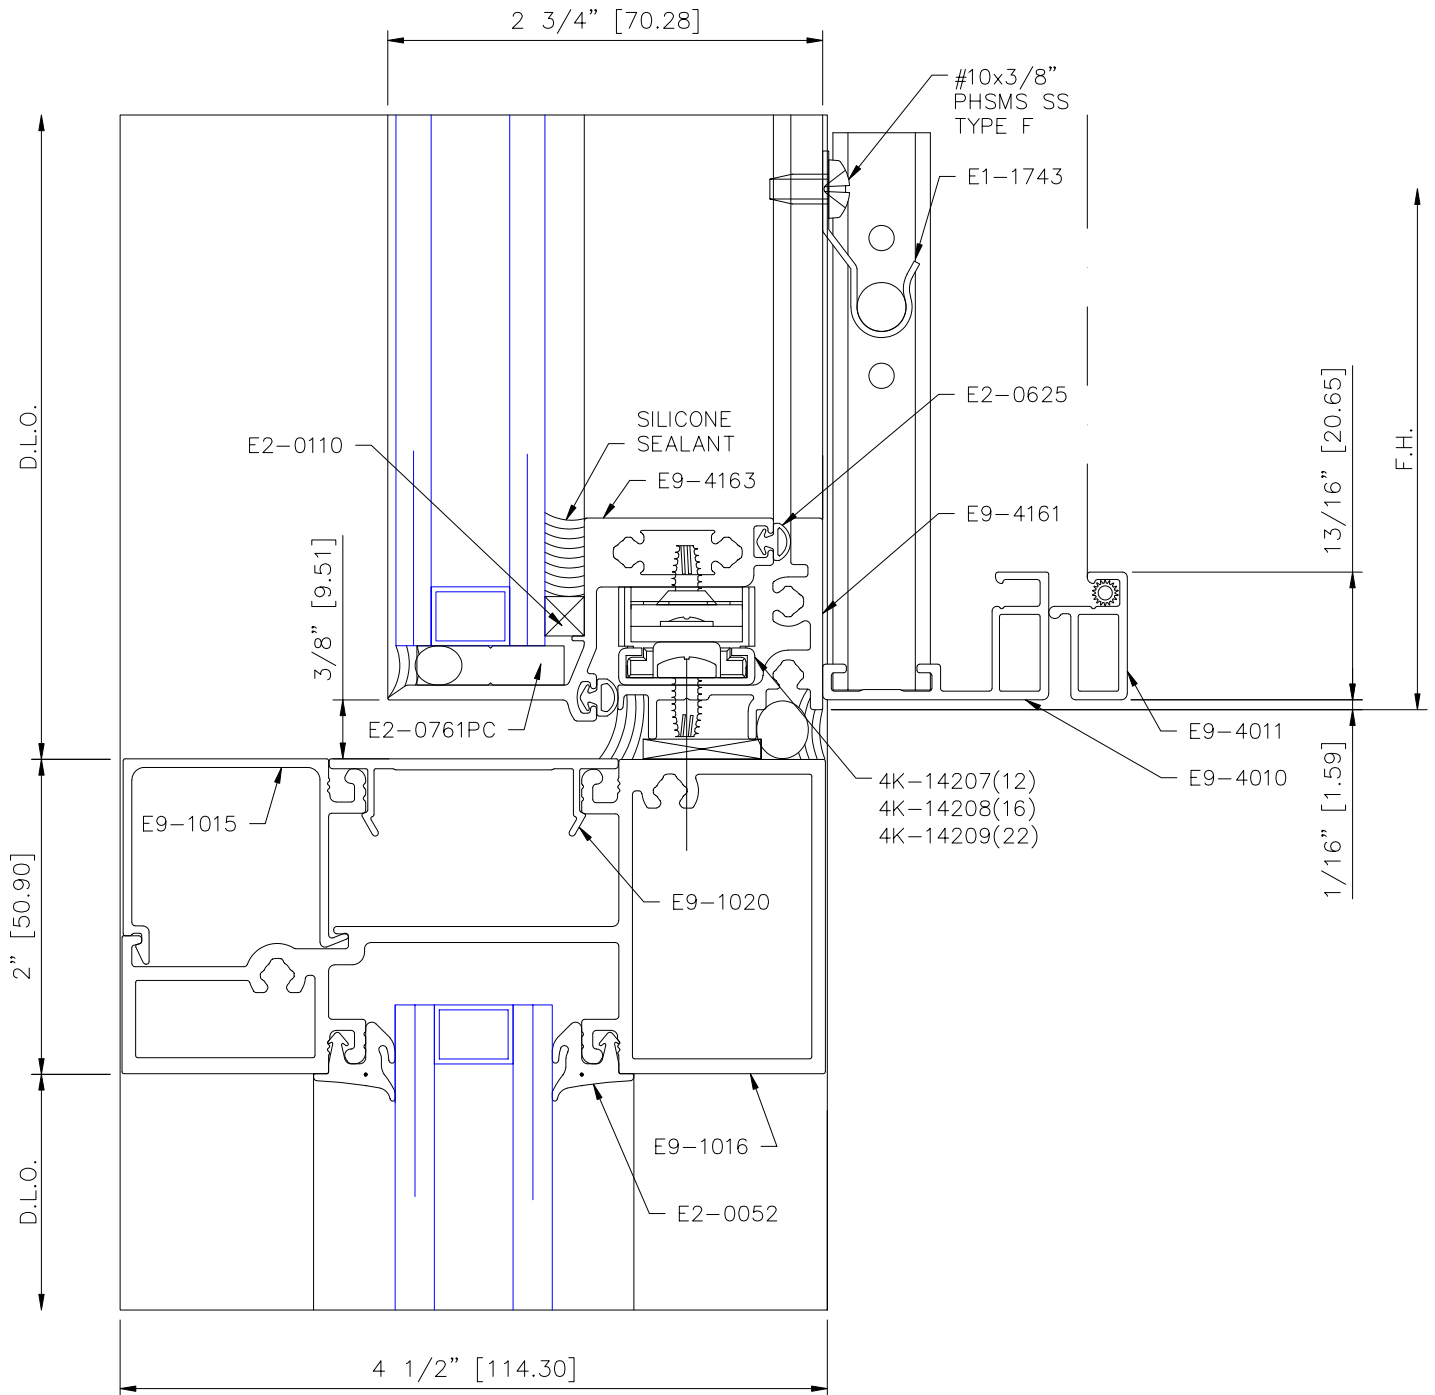 2 3/4" [70.28]
#10x3/8"
PHSMS SS
TYPE F
E1-1743
E2-0625
D.L.O.
SILICONE
SEALANT
E2-0110
E9-4163
E9-4161
13/16" [20.65]
F.H.
3/8" [9.51]
E2-0761PC
E9-4011
E9-4010
4K-14207(12)
4K-14208(16)
4K-14209(22)
1/16" [1.59]
E9-1015
E9-1020
2" [50.90]
E9-1016
E2-0052
D.L.O.
4 1/2" [114.30]